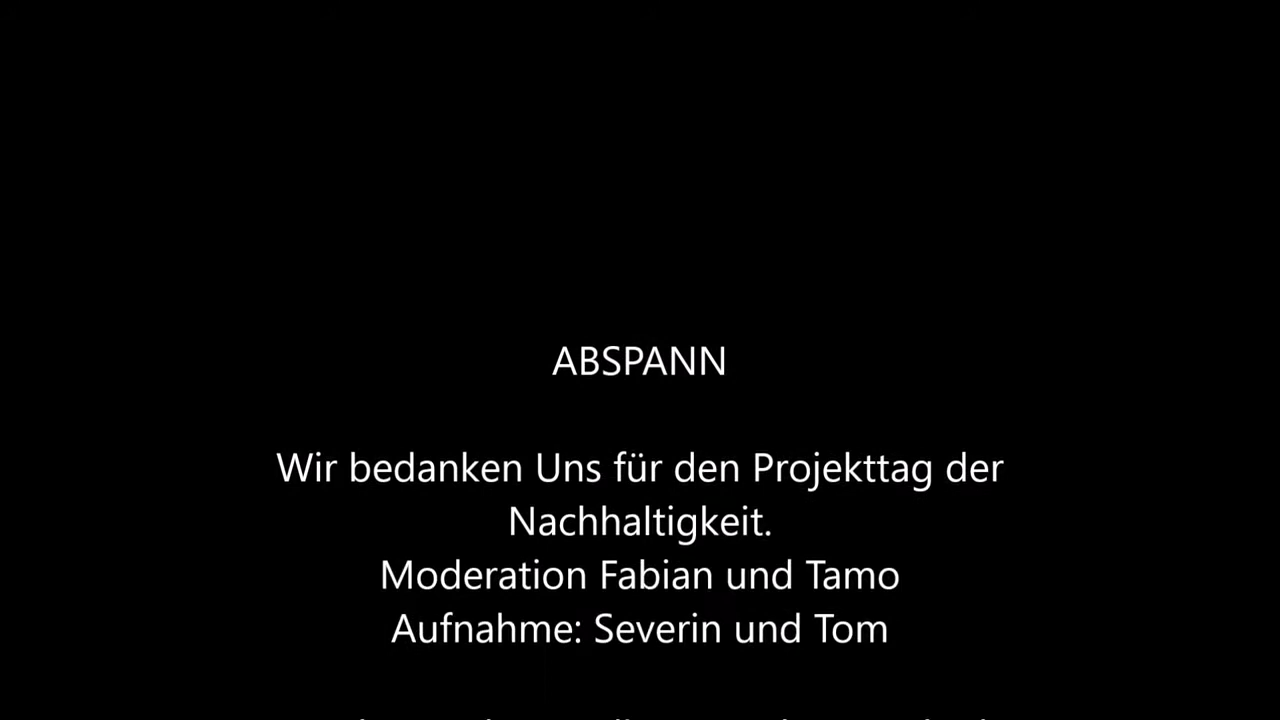 ABSPANN
Wir bedanken Uns für den Projekttag der
Nachhaltigkeit.
Moderation Fabian und Tamo
Aufnahme: Severin und Tom